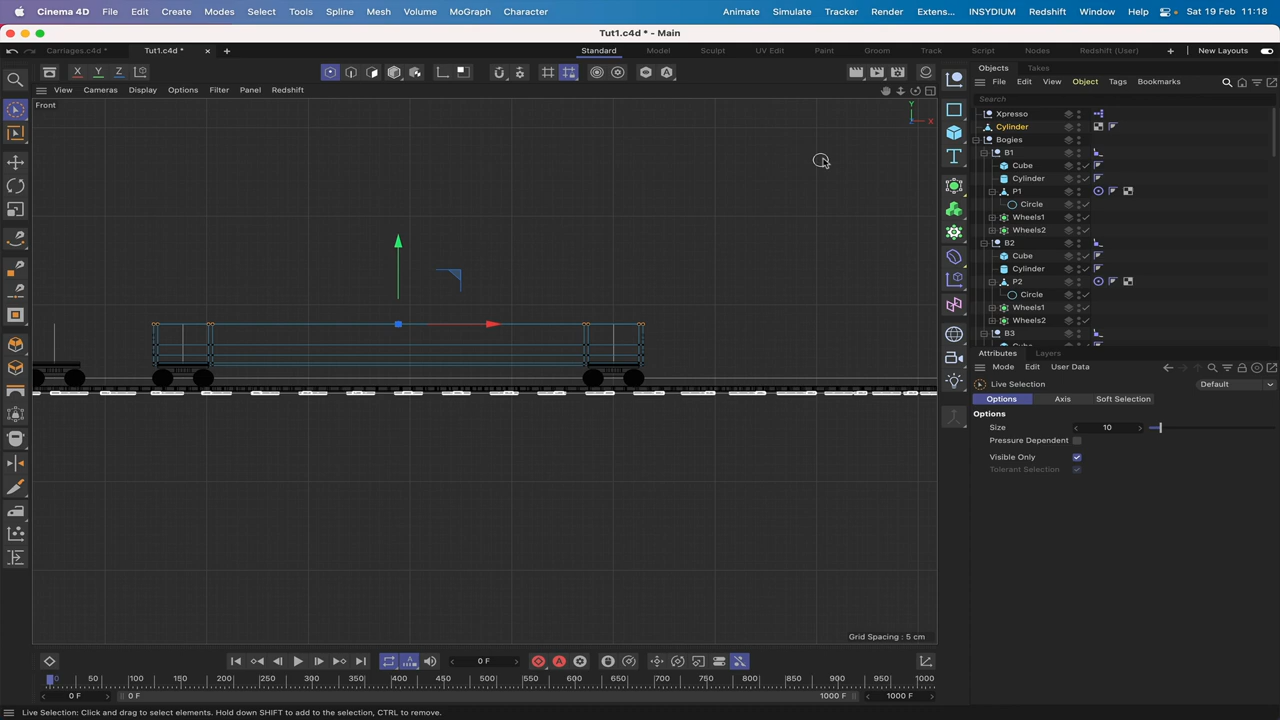 Cinema 4D File Edit Create Modes Select Tools Spline Mesh Volume MoGraph Character Animate Simulate Tracker Render Extens... INSYDIUM Redshift Window Help Sat 19 Feb 11:18
Tut1.c4d * - Main
Carriages.c4d * Tut1.c4d * Standard Model Sculpt UV Edit Paint Groom Track Script Nodes Redshift (User) New Layouts
X Y Z
View Cameras Display Options Filter Panel Redshift
File Edit View Object Tags Bookmarks
Objects Takes
Search
Front
Y
X
Xpresso
Cylinder
Bogies
B1
Cube
Cylinder
P1
Circle
Wheels1
Wheels2
B2
Cube
Cylinder
P2
Circle
Wheels1
Wheels2
B3
Attributes Layers
Mode Edit User Data
Live Selection Default
Options Axis Soft Selection
Options
Size 10
Pressure Dependent
Visible Only
Tolerant Selection
Grid Spacing : 5 cm
0 F
0 50 100 150 200 250 300 350 400 450 500 550 600 650 700 750 800 850 900 950 1000
0 F 0 F 1000 F 1000 F
Live Selection: Click and drag to select elements. Hold down SHIFT to add to the selection, CTRL to remove.